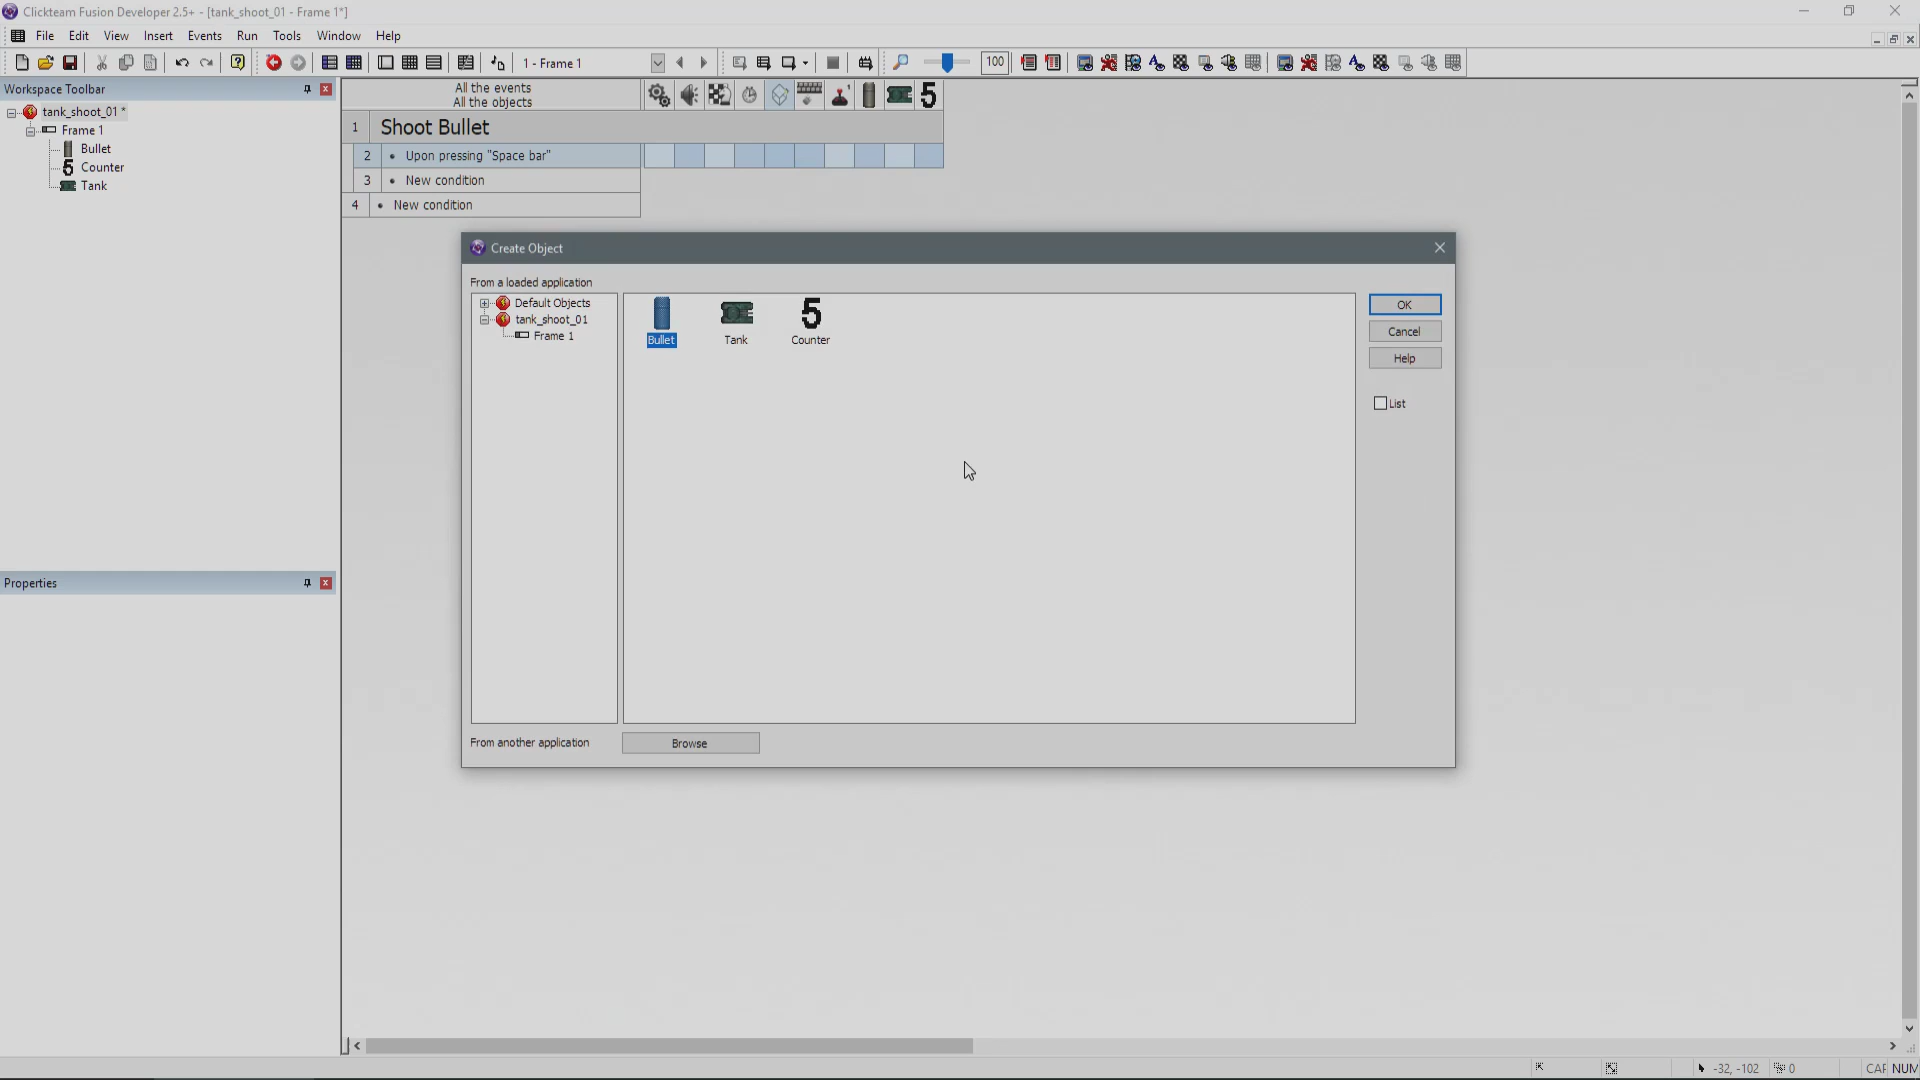 Clickteam Fusion Developer 2.5+ - [tank_shoot_01 - Frame 1*]
File Edit View Insert Events Run Tools Window Help
1 - Frame 1
100
Workspace Toolbar
tank_shoot_01 *
Frame 1
Bullet
Counter
Tank
Properties
All the events
All the objects
5
1 Shoot Bullet
2 • Upon pressing "Space bar"
3 • New condition
4 • New condition
Create Object
From a loaded application
Default Objects
tank_shoot_01
Frame 1
5
Bullet Tank Counter
OK
Cancel
Help
List
From another application
Browse
-32, -102 0 CAP NUM